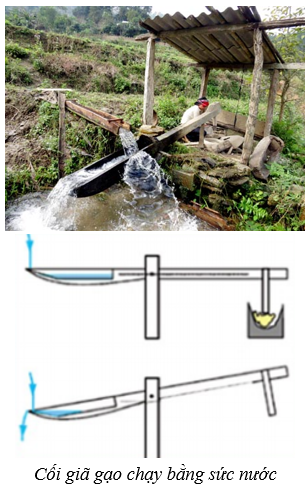 Cối giã gạo chạy bằng sức nước